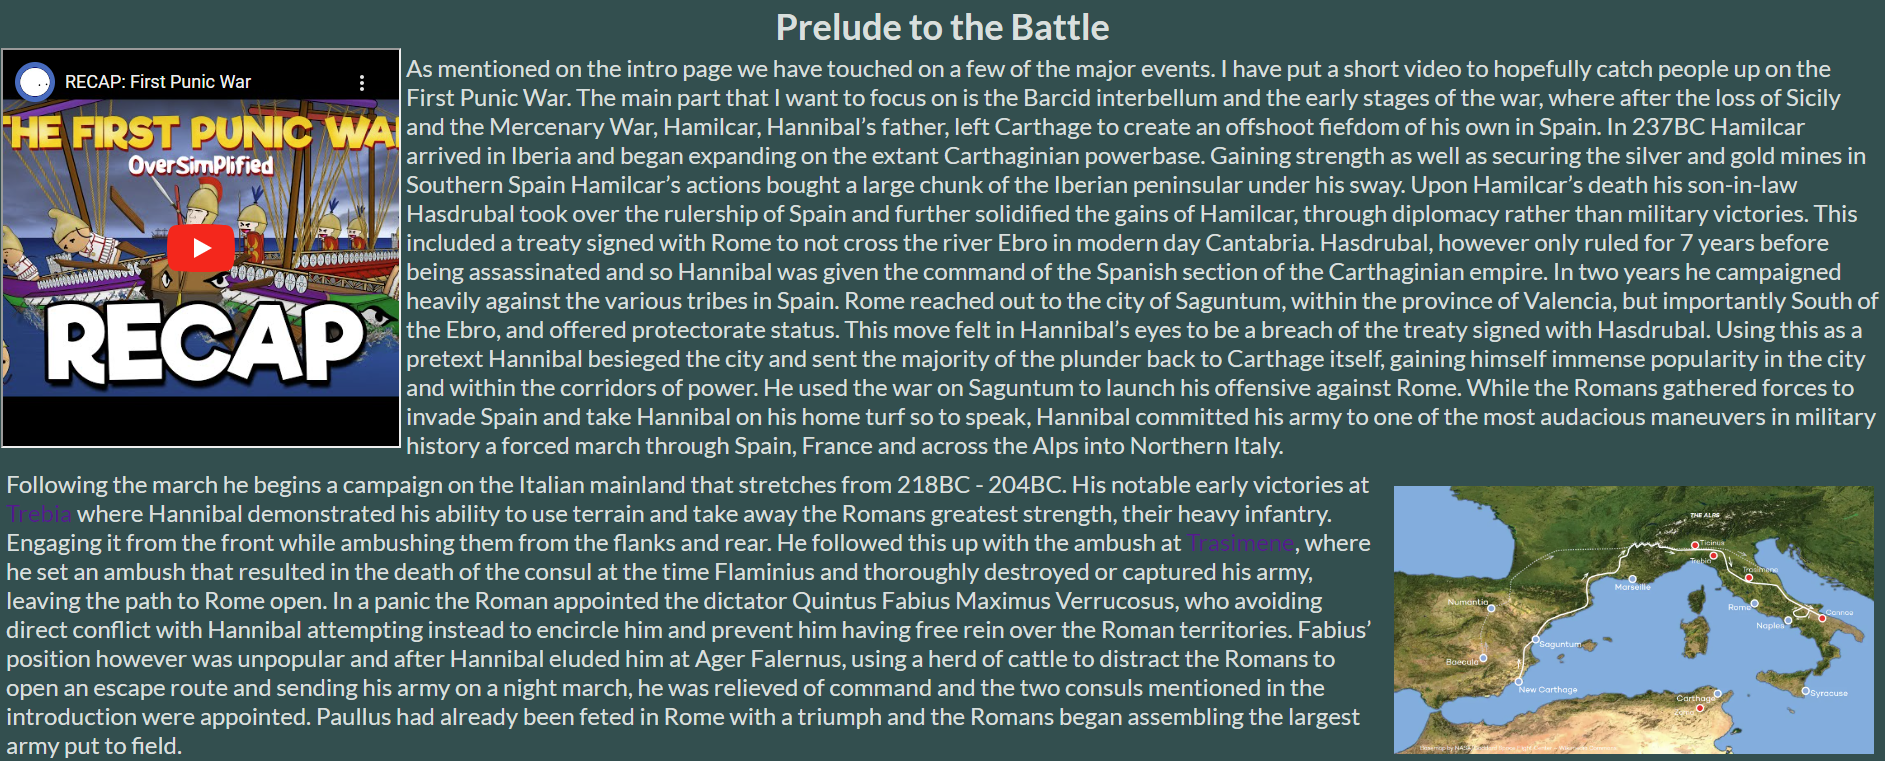 Prelude to the Battle
RECAP: First Punic War
THE FIRST PUNIC WA
OverSimplified
RECAP
As mentioned on the intro page we have touched on a few of the major events. I have put a short video to hopefully catch people up on the
First Punic War. The main part that I want to focus on is the Barcid interbellum and the early stages of the war, where after the loss of Sicily
and the Mercenary War, Hamilcar, Hannibal’s father, left Carthage to create an offshoot fiefdom of his own in Spain. In 237BC Hamilcar
arrived in Iberia and began expanding on the extant Carthaginian powerbase. Gaining strength as well as securing the silver and gold mines in
Southern Spain Hamilcar’s actions bought a large chunk of the Iberian peninsular under his sway. Upon Hamilcar’s death his son-in-law
Hasdrubal took over the rulership of Spain and further solidified the gains of Hamilcar, through diplomacy rather than military victories. This
included a treaty signed with Rome to not cross the river Ebro in modern day Cantabria. Hasdrubal, however only ruled for 7 years before
being assassinated and so Hannibal was given the command of the Spanish section of the Carthaginian empire. In two years he campaigned
heavily against the various tribes in Spain. Rome reached out to the city of Saguntum, within the province of Valencia, but importantly South of
the Ebro, and offered protectorate status. This move felt in Hannibal’s eyes to be a breach of the treaty signed with Hasdrubal. Using this as a
pretext Hannibal besieged the city and sent the majority of the plunder back to Carthage itself, gaining himself immense popularity in the city
and within the corridors of power. He used the war on Saguntum to launch his offensive against Rome. While the Romans gathered forces to
invade Spain and take Hannibal on his home turf so to speak, Hannibal committed his army to one of the most audacious maneuvers in military
history a forced march through Spain, France and across the Alps into Northern Italy.
Following the march he begins a campaign on the Italian mainland that stretches from 218BC - 204BC. His notable early victories at
Trebia where Hannibal demonstrated his ability to use terrain and take away the Romans greatest strength, their heavy infantry.
Engaging it from the front while ambushing them from the flanks and rear. He followed this up with the ambush at Trasimene, where
he set an ambush that resulted in the death of the consul at the time Flaminius and thoroughly destroyed or captured his army,
leaving the path to Rome open. In a panic the Roman appointed the dictator Quintus Fabius Maximus Verrucosus, who avoiding
direct conflict with Hannibal attempting instead to encircle him and prevent him having free rein over the Roman territories. Fabius’
position however was unpopular and after Hannibal eluded him at Ager Falernus, using a herd of cattle to distract the Romans to
open an escape route and sending his army on a night march, he was relieved of command and the two consuls mentioned in the
introduction were appointed. Paullus had already been feted in Rome with a triumph and the Romans began assembling the largest
army put to field.
THE ALPS
Ticinus
Trebia
Trasimene
Marseille
Numantia
Rome
Cannae
Naples
Saguntum
Baecula
New Carthage
Carthage
Zama
Syracuse